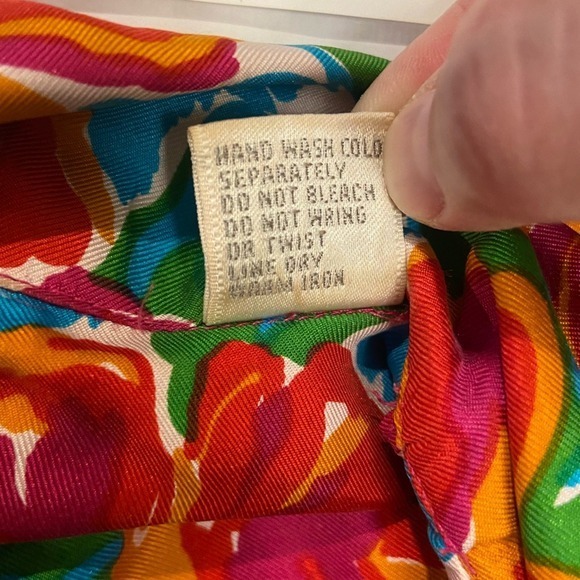 HAND WASH COLD
SEPARATELY
DO NOT BLEACH
DO NOT WRING
OR TWIST
LINE DRY
WARM IRON